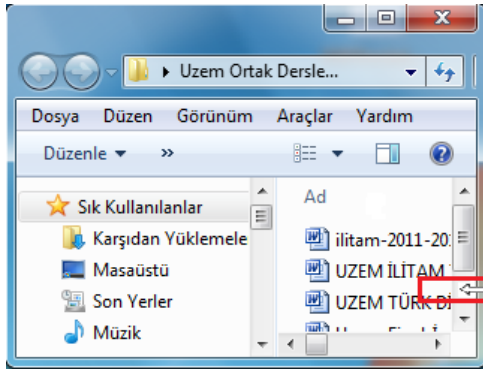 Uzem Ortak Dersle...
Dosya Düzen Görünüm Araçlar Yardım
Düzenle »
Sık Kullanılanlar
Karşıdan Yüklemele
Masaüstü
Son Yerler
Müzik
Ad
ilitam-2011-20
UZEM İLİTAM
UZEM TÜRK Dİ